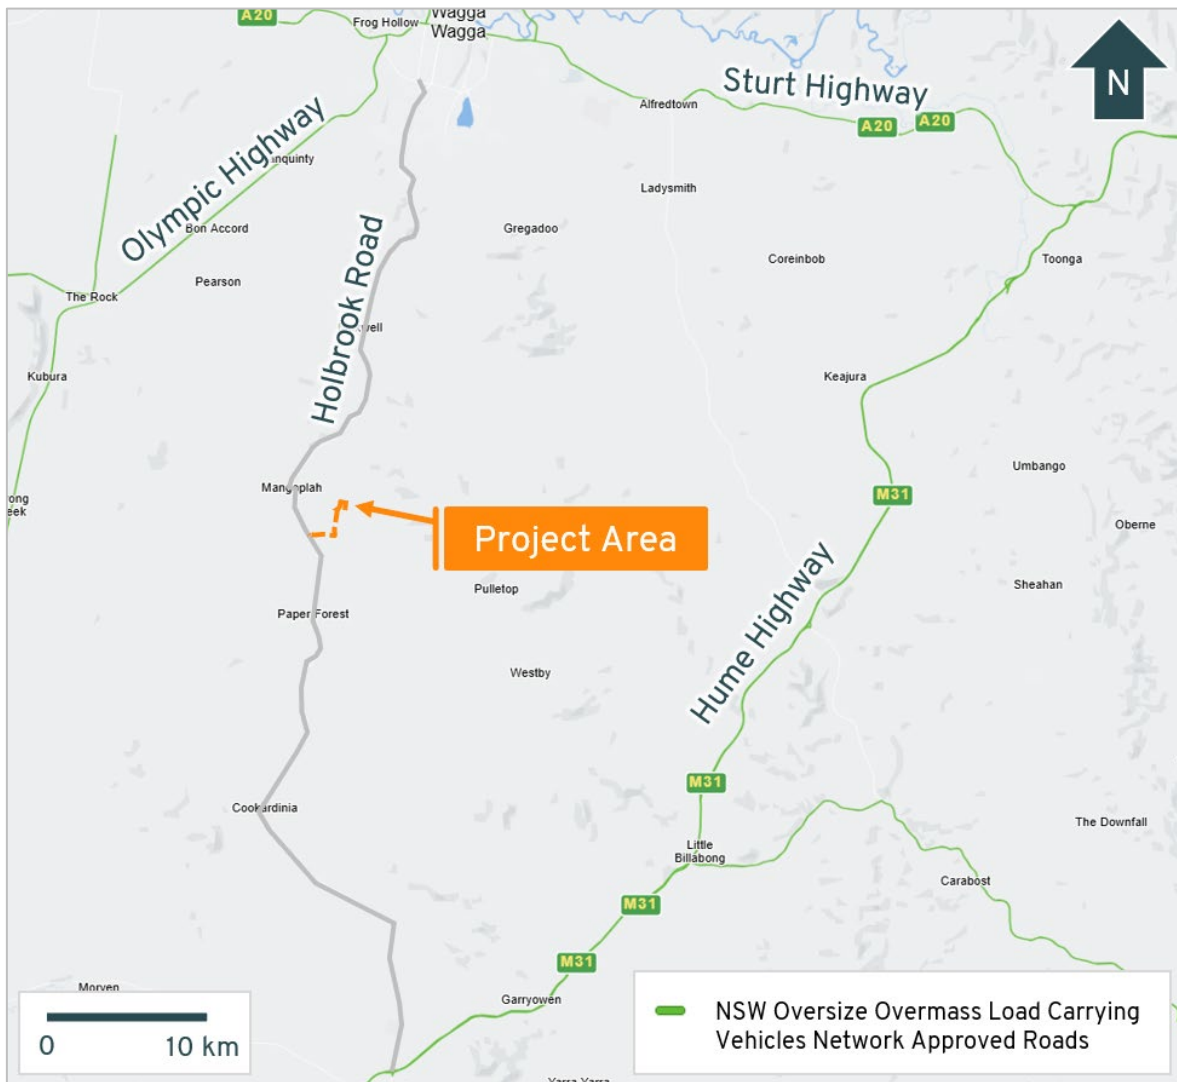 A20
Frog Hollow
Wagga
Wagga
N
Sturt Highway
Alfredtown
A20
A20
Olympic Highway
Ladysmith
Bon Accord
Gregadoo
Holbrook Road
Coreinbob
Toonga
Pearson
The Rock
Kubura
Keajura
Mangoplah
Umbango
M31
Project Area
Oberne
Pulletop
Sheahan
Paper Forest
Hume Highway
Westby
M31
Cookardinia
The Downfall
Little
Billabong
Carabost
M31
M31
Morven
Garryowen
0
10 km
NSW Oversize Overmass Load Carrying
Vehicles Network Approved Roads